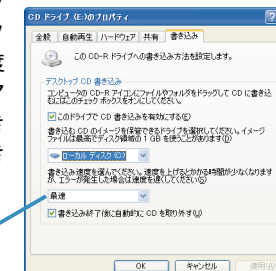 CD ドライブ (E:)のプロパティ
全般 自動再生 ハードウェア 共有 書き込み
この CD-R ドライブへの書き込み方法を設定します。
デスクトップ CD 書き込み
コンピュータの CD-R アイコンにファイルやフォルダをドラッグして CD に書き込
むにはこのチェック ボックスをオンにしてください。
このドライブで CD 書き込みを有効にする(E)
書き込む CD のイメージを保管できるドライブを選択してください。イメージ
ファイルは最高でディスク領域の 1 GB を使うことがあります(D)
ローカル ディスク (C:)
書き込み速度を選んでください。速度を上げるとかかる時間が少なくなります
が、エラーが発生した場合は速度を遅くしてください(S)
最速
書き込み終了後に自動的に CD を取り外す(U)
OK キャンセル 適用(A)